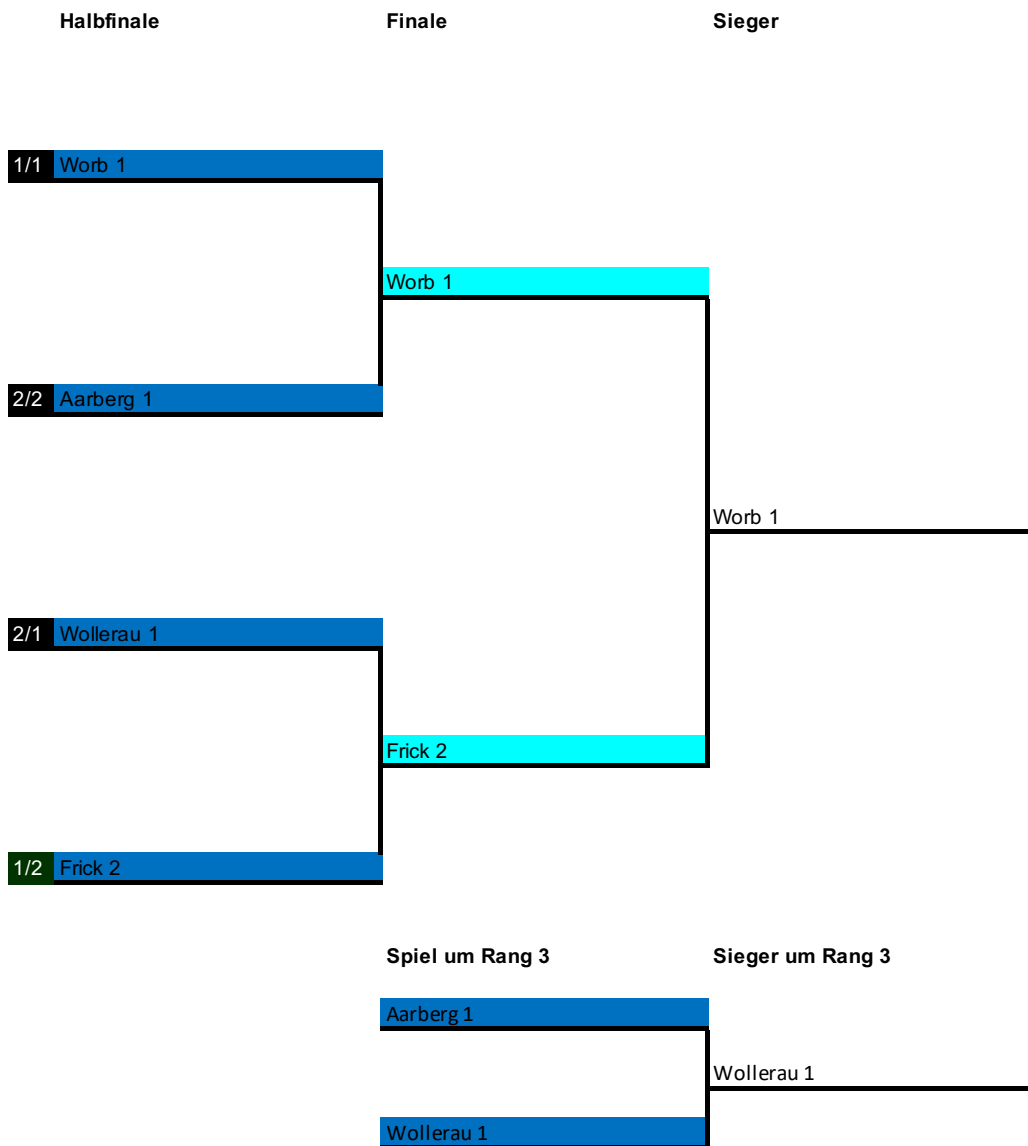 Halbfinale Finale Sieger
1/1 Worb 1
Worb 1
2/2 Aarberg 1
Worb 1
2/1 Wollerau 1
Frick 2
1/2 Frick 2
Spiel um Rang 3 Sieger um Rang 3
Aarberg 1
Wollerau 1
Wollerau 1